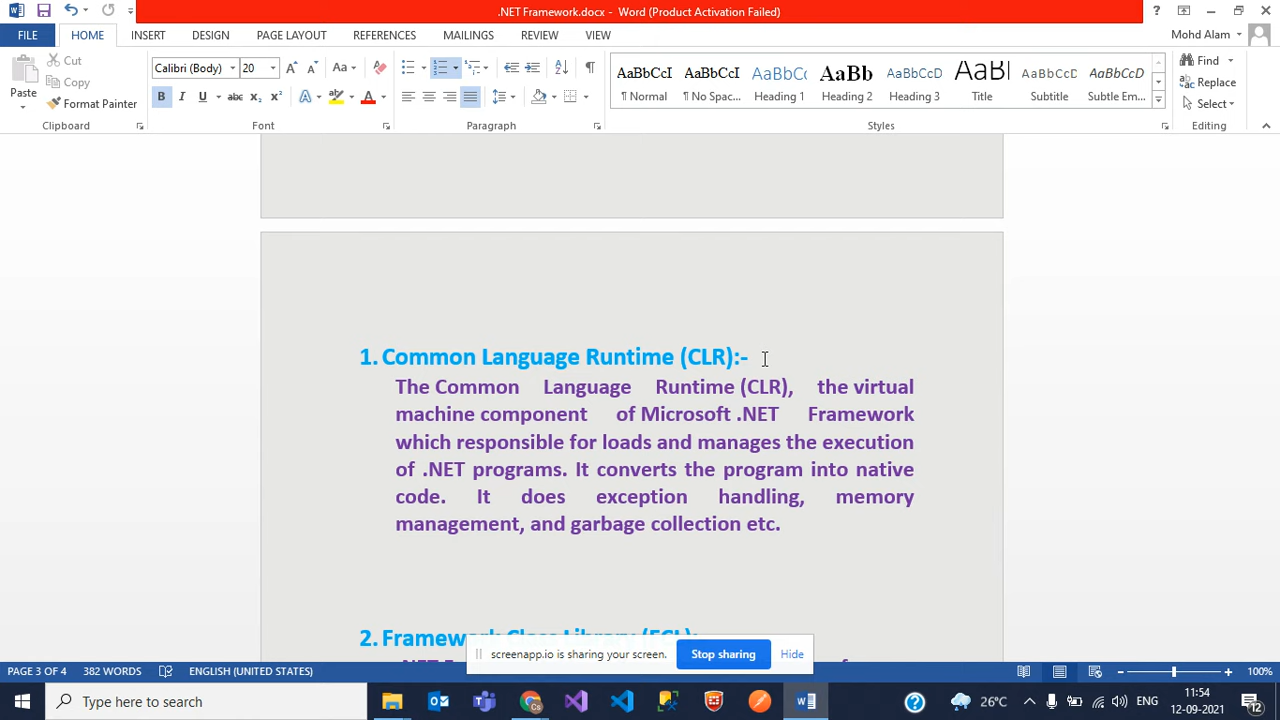 .NET Framework.docx - Word (Product Activation Failed)
FILE HOME INSERT DESIGN PAGE LAYOUT REFERENCES MAILINGS REVIEW VIEW Mohd Alam
Paste Cut Copy Format Painter
Clipboard
Calibri (Body) 20
Font
Paragraph
AaBbCcI AaBbCcI AaBbCc AaBb AaBbCcD AaBl AaBbCcD AaBbCcD
¶ Normal ¶ No Spac... Heading 1 Heading 2 Heading 3 Title Subtitle Subtle Em...
Styles
Find
Replace
Select
Editing
1. Common Language Runtime (CLR):-
The Common Language Runtime (CLR), the virtual
machine component of Microsoft .NET Framework
which responsible for loads and manages the execution
of .NET programs. It converts the program into native
code. It does exception handling, memory
management, and garbage collection etc.
2. Framework Class Library (FCL):-
screenapp.io is sharing your screen. Stop sharing Hide
PAGE 3 OF 4 382 WORDS ENGLISH (UNITED STATES) 100%
Type here to search
26°C ENG 11:54 12-09-2021 12